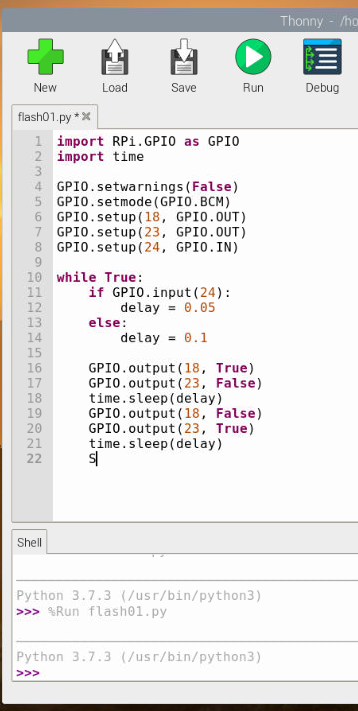 Thonny - /ho
New Load Save Run Debug
flash01.py *
1 import RPi.GPIO as GPIO
2 import time
3
4 GPIO.setwarnings(False)
5 GPIO.setmode(GPIO.BCM)
6 GPIO.setup(18, GPIO.OUT)
7 GPIO.setup(23, GPIO.OUT)
8 GPIO.setup(24, GPIO.IN)
9
10 while True:
11     if GPIO.input(24):
12         delay = 0.05
13     else:
14         delay = 0.1
15
16     GPIO.output(18, True)
17     GPIO.output(23, False)
18     time.sleep(delay)
19     GPIO.output(18, False)
20     GPIO.output(23, True)
21     time.sleep(delay)
22     S
Shell
Python 3.7.3 (/usr/bin/python3)
>>> %Run flash01.py
Python 3.7.3 (/usr/bin/python3)
>>>